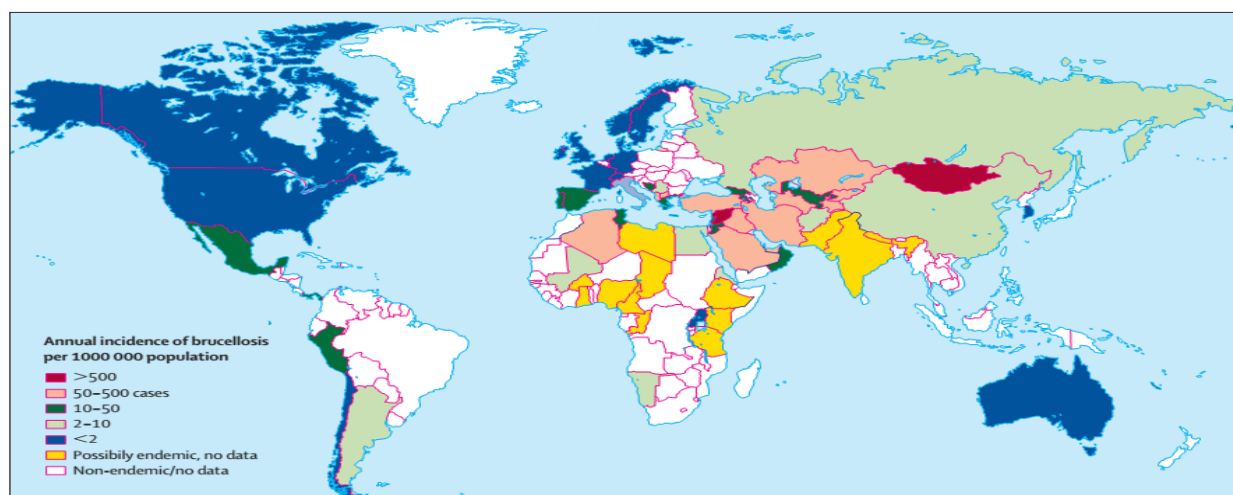 Annual incidence of brucellosis
per 1000 000 population
>500
50–500 cases
10–50
2–10
<2
Possibily endemic, no data
Non-endemic/no data